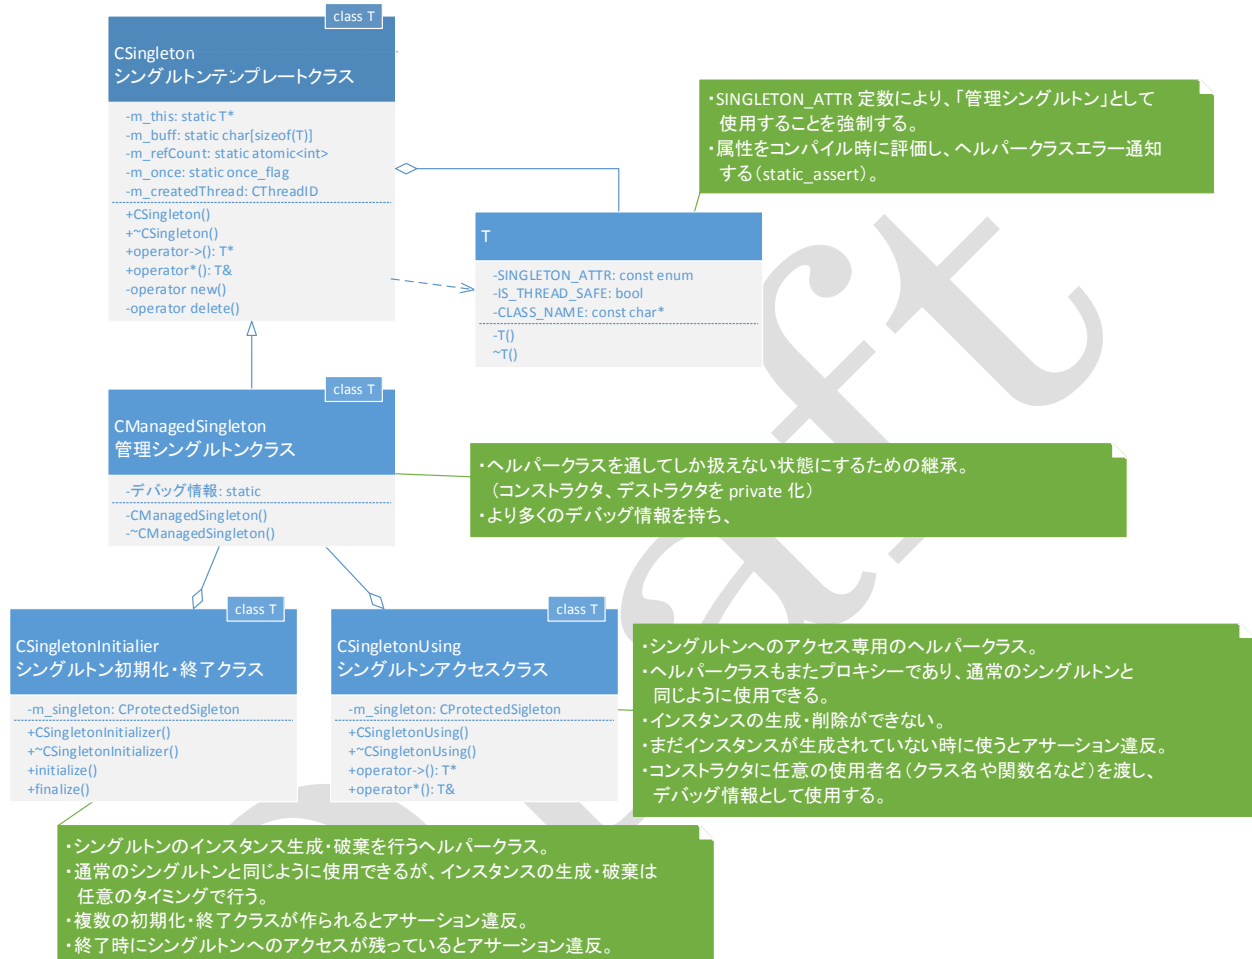 class T
CSingleton
シングルトンテンプレートクラス
-m_this: static T*
-m_buff: static char[sizeof(T)]
-m_refCount: static atomic<int>
-m_once: static once_flag
-m_createdThread: CThreadID
+CSingleton()
+~CSingleton()
+operator->(): T*
+operator*(): T&
-operator new()
-operator delete()
・SINGLETON_ATTR 定数により、「管理シングルトン」として
使用することを強制する。
・属性をコンパイル時に評価し、ヘルパークラスエラー通知
する(static_assert)。
T
-SINGLETON_ATTR: const enum
-IS_THREAD_SAFE: bool
-CLASS_NAME: const char*
-T()
~T()
class T
CManagedSingleton
管理シングルトンクラス
-デバッグ情報: static
-CManagedSingleton()
-~CManagedSingleton()
・ヘルパークラスを通してしか扱えない状態にするための継承。
（コンストラクタ、デストラクタを private 化）
・より多くのデバッグ情報を持ち、
class T
CSingletonInitialier
シングルトン初期化・終了クラス
-m_singleton: CProtectedSigleton
+CSingletonInitializer()
+~CSingletonInitializer()
+initialize()
+finalize()
class T
CSingletonUsing
シングルトンアクセスクラス
-m_singleton: CProtectedSigleton
+CSingletonUsing()
+~CSingletonUsing()
+operator->(): T*
+operator*(): T&
・シングルトンへのアクセス専用のヘルパークラス。
・ヘルパークラスもまたプロキシーであり、通常のシングルトンと
同じように使用できる。
・インスタンスの生成・削除ができない。
・まだインスタンスが生成されていない時に使うとアサーション違反。
・コンストラクタに任意の使用者名（クラス名や関数名など）を渡し、
デバッグ情報として使用する。
・シングルトンのインスタンス生成・破棄を行うヘルパークラス。
・通常のシングルトンと同じように使用できるが、インスタンスの生成・破棄は
任意のタイミングで行う。
・複数の初期化・終了クラスが作られるとアサーション違反。
・終了時にシングルトンへのアクセスが残っているとアサーション違反。